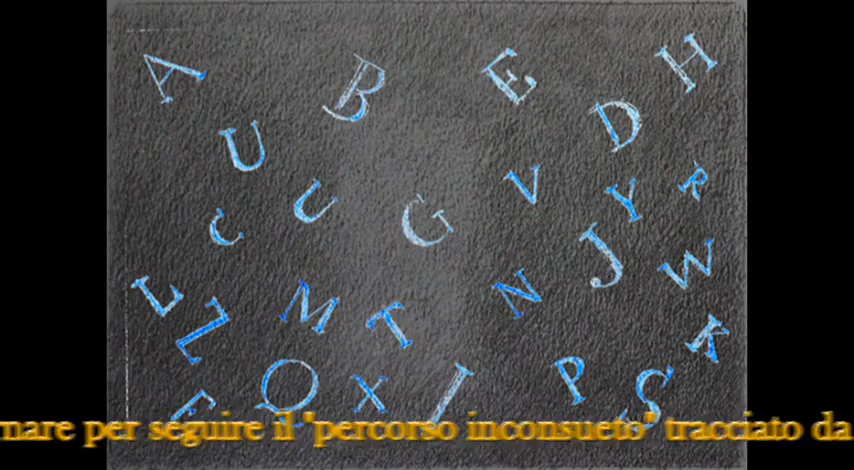 A B E H
U D
C U G V Y R
J W
L Z M T N K
F Q X I P S
nare per seguire il "percorso inconsueto" tracciato da